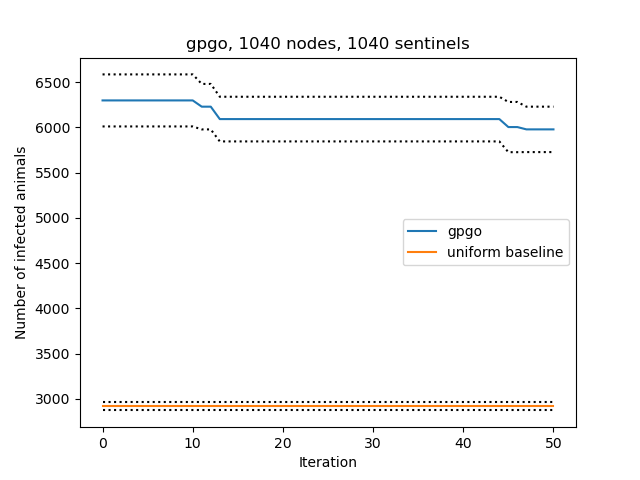 gpgo, 1040 nodes, 1040 sentinels
6500
6000
5500
5000
4500
4000
3500
3000
Number of infected animals
gpgo
uniform baseline
0 10 20 30 40 50
Iteration